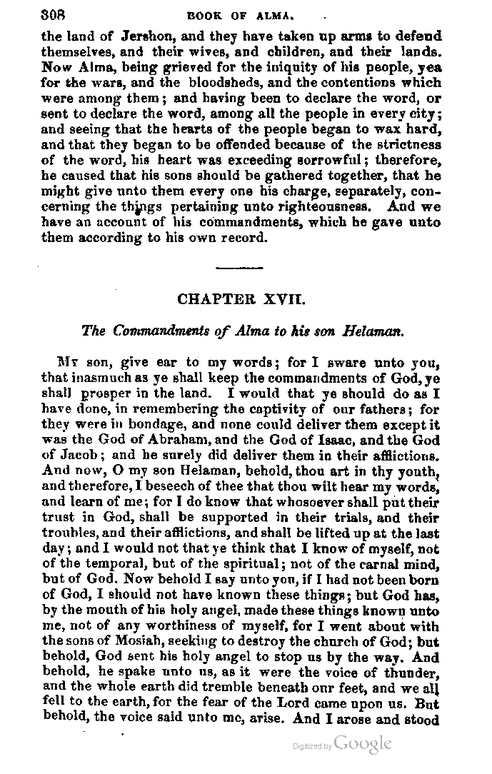 308 BOOK OF ALMA.
the land of Jershon, and they have taken up arms to defend
themselves, and their wives, and children, and their lands.
Now Alma, being grieved for the iniquity of his people, yea
for the wars, and the bloodsheds, and the contentions which
were among them; and having been to declare the word, or
sent to declare the word, among all the people in every city;
and seeing that the hearts of the people began to wax hard,
and that they began to be offended because of the strictness
of the word, his heart was exceeding sorrowful; therefore,
he caused that his sons should be gathered together, that he
might give unto them every one his charge, separately, con-
cerning the things pertaining unto righteousness. And we
have an account of his commandments, which he gave unto
them according to his own record.
CHAPTER XVII.
The Commandments of Alma to his son Helaman.
My son, give ear to my words; for I sware unto you,
that inasmuch as ye shall keep the commandments of God, ye
shall prosper in the land. I would that ye should do as I
have done, in remembering the captivity of our fathers; for
they were in bondage, and none could deliver them except it
was the God of Abraham, and the God of Isaac, and the God
of Jacob; and he surely did deliver them in their afflictions.
And now, O my son Helaman, behold, thou art in thy youth,
and therefore, I beseech of thee that thou wilt hear my words,
and learn of me; for I do know that whosoever shall put their
trust in God, shall be supported in their trials, and their
troubles, and their afflictions, and shall be lifted up at the last
day; and I would not that ye think that I know of myself, not
of the temporal, but of the spiritual; not of the carnal mind,
but of God. Now behold I say unto you, if I had not been born
of God, I should not have known these things; but God has,
by the mouth of his holy angel, made these things known unto
me, not of any worthiness of myself, for I went about with
the sons of Mosiah, seeking to destroy the church of God; but
behold, God sent his holy angel to stop us by the way. And
behold, he spake unto us, as it were the voice of thunder,
and the whole earth did tremble beneath our feet, and we all
fell to the earth, for the fear of the Lord came upon us. But
behold, the voice said unto me, arise. And I arose and stood
Digitized by Google